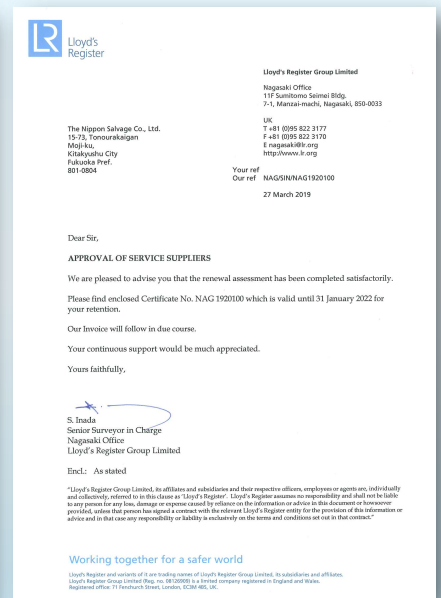 Lloyd's
Register
Lloyd's Register Group Limited
Nagasaki Office
11F Sumitomo Seimei Bldg.
7-1, Manzai-machi, Nagasaki, 850-0033
UK
T +81 (0)95 822 3177
F +81 (0)95 822 3170
E nagasaki@lr.org
http://www.lr.org
The Nippon Salvage Co., Ltd.
15-73, Tonourakaigan
Moji-ku,
Kitakyushu City
Fukuoka Pref.
801-0804
Your ref
Our ref NAG/SIN/NAG1920100
27 March 2019
Dear Sir,
APPROVAL OF SERVICE SUPPLIERS
We are pleased to advise you that the renewal assessment has been completed satisfactorily.
Please find enclosed Certificate No. NAG 1920100 which is valid until 31 January 2022 for
your retention.
Our Invoice will follow in due course.
Your continuous support would be much appreciated.
Yours faithfully,
S. Inada
Senior Surveyor in Charge
Nagasaki Office
Lloyd's Register Group Limited
Encl.: As stated
"Lloyd's Register Group Limited, its affiliates and subsidiaries and their respective officers, employees or agents are, individually
and collectively, referred to in this clause as 'Lloyd's Register'. Lloyd's Register assumes no responsibility and shall not be liable
to any person for any loss, damage or expense caused by reliance on the information or advice in this document or howsoever
provided, unless that person has signed a contract with the relevant Lloyd's Register entity for the provision of this information or
advice and in that case any responsibility or liability is exclusively on the terms and conditions set out in that contract."
Working together for a safer world
Lloyd's Register and variants of it are trading names of Lloyd's Register Group Limited, its subsidiaries and affiliates.
Lloyd's Register Group Limited (Reg. no. 08126909) is a limited company registered in England and Wales.
Registered office: 71 Fenchurch Street, London, EC3M 4BS, UK.